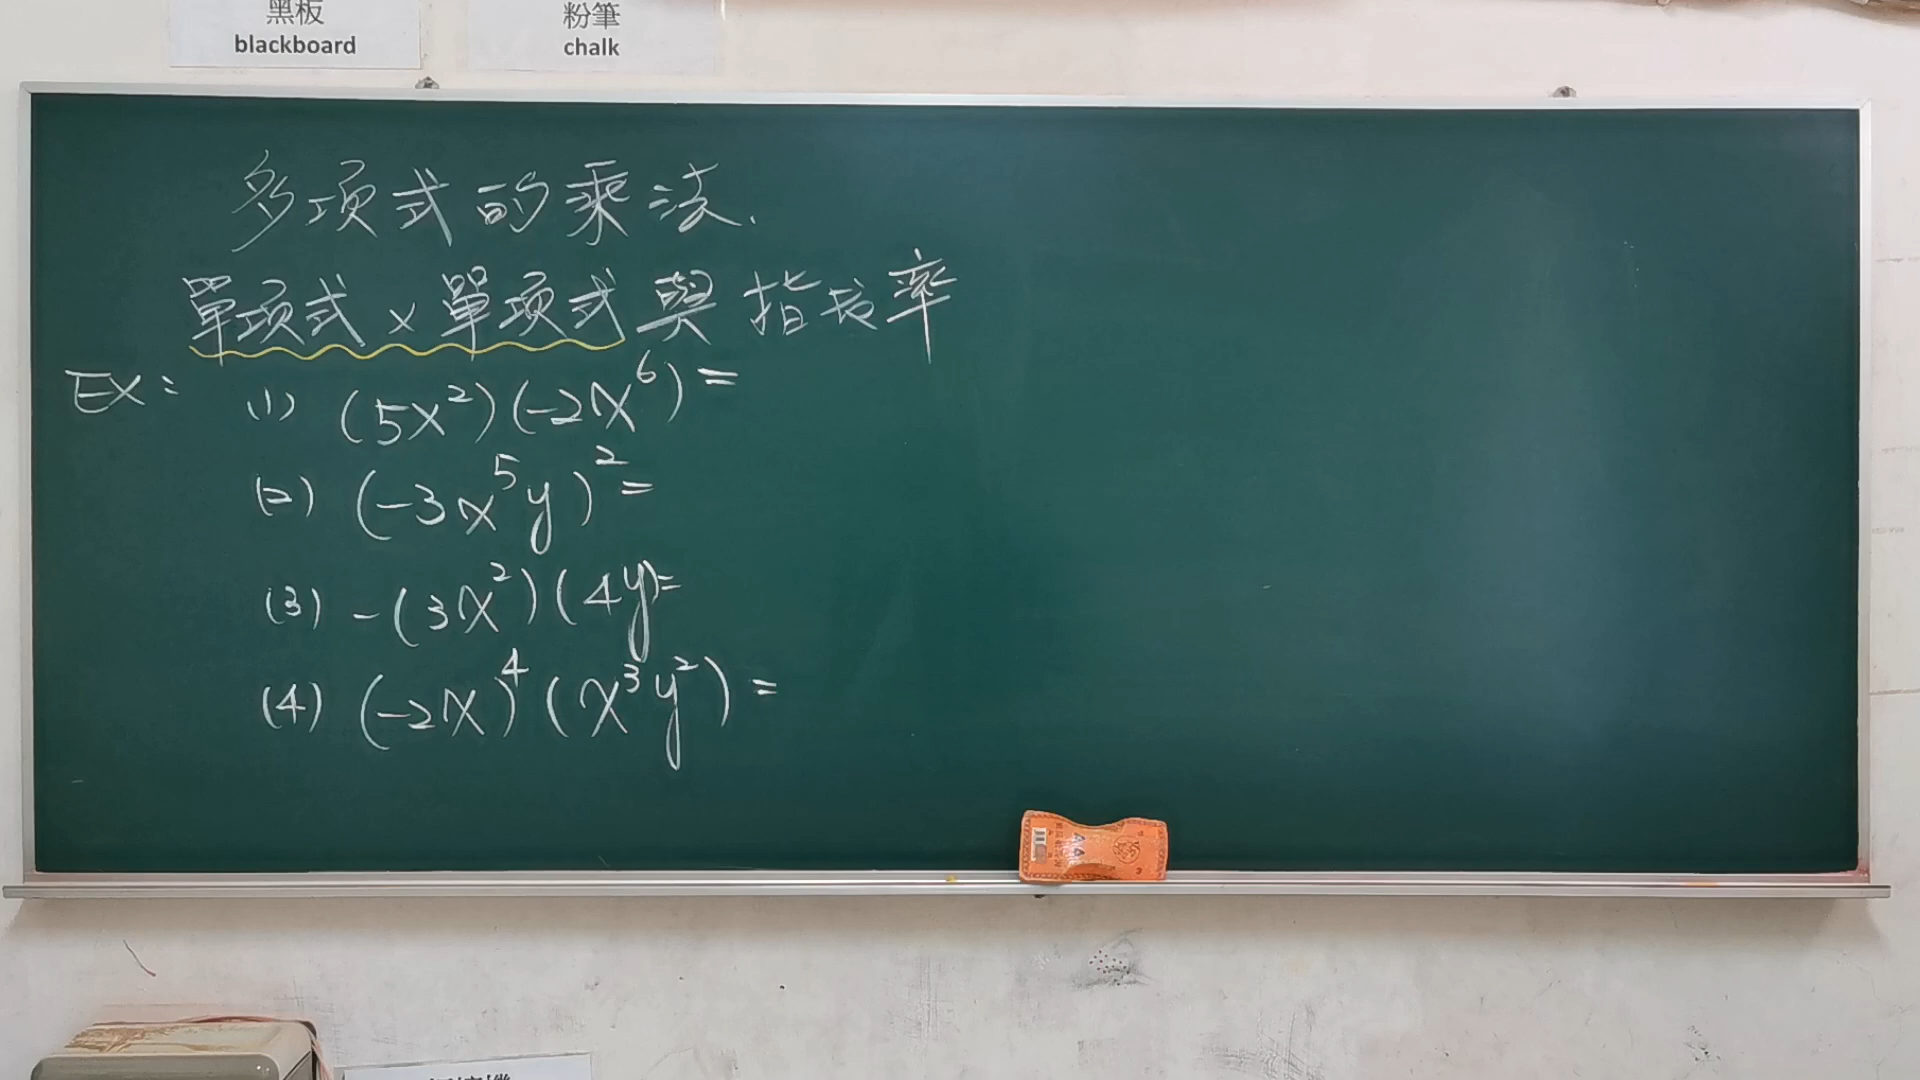 黑板
blackboard
粉筆
chalk
多項式的乘法.
單項式 × 單項式與指
率
EX:
(1) (5x²)(-2x⁶)=
(2) (-3x⁵y)²=
(3) -(3x²)(4y)=
(4) (-2x)⁴(x³y²)=